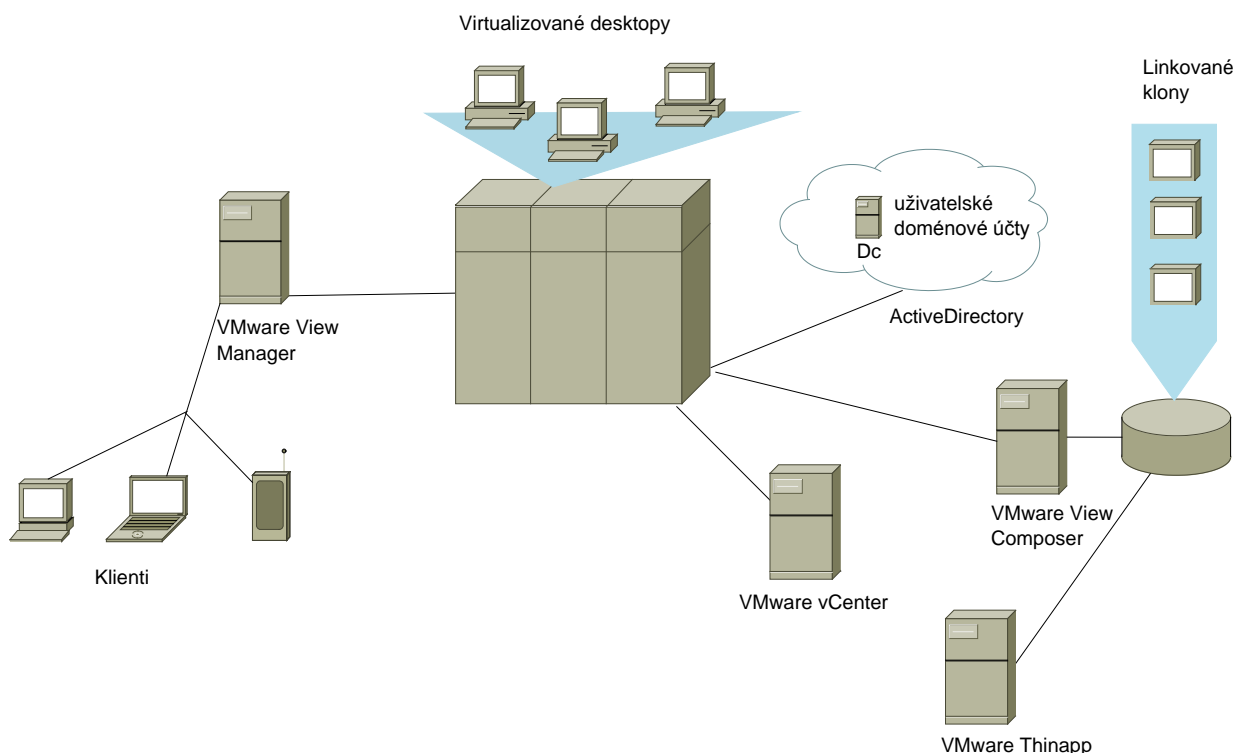 Virtualizované desktopy
Linkované
klony
uživatelské
doménové účty
Dc
ActiveDirectory
VMware View
Manager
Klienti
VMware vCenter
VMware View
Composer
VMware Thinapp